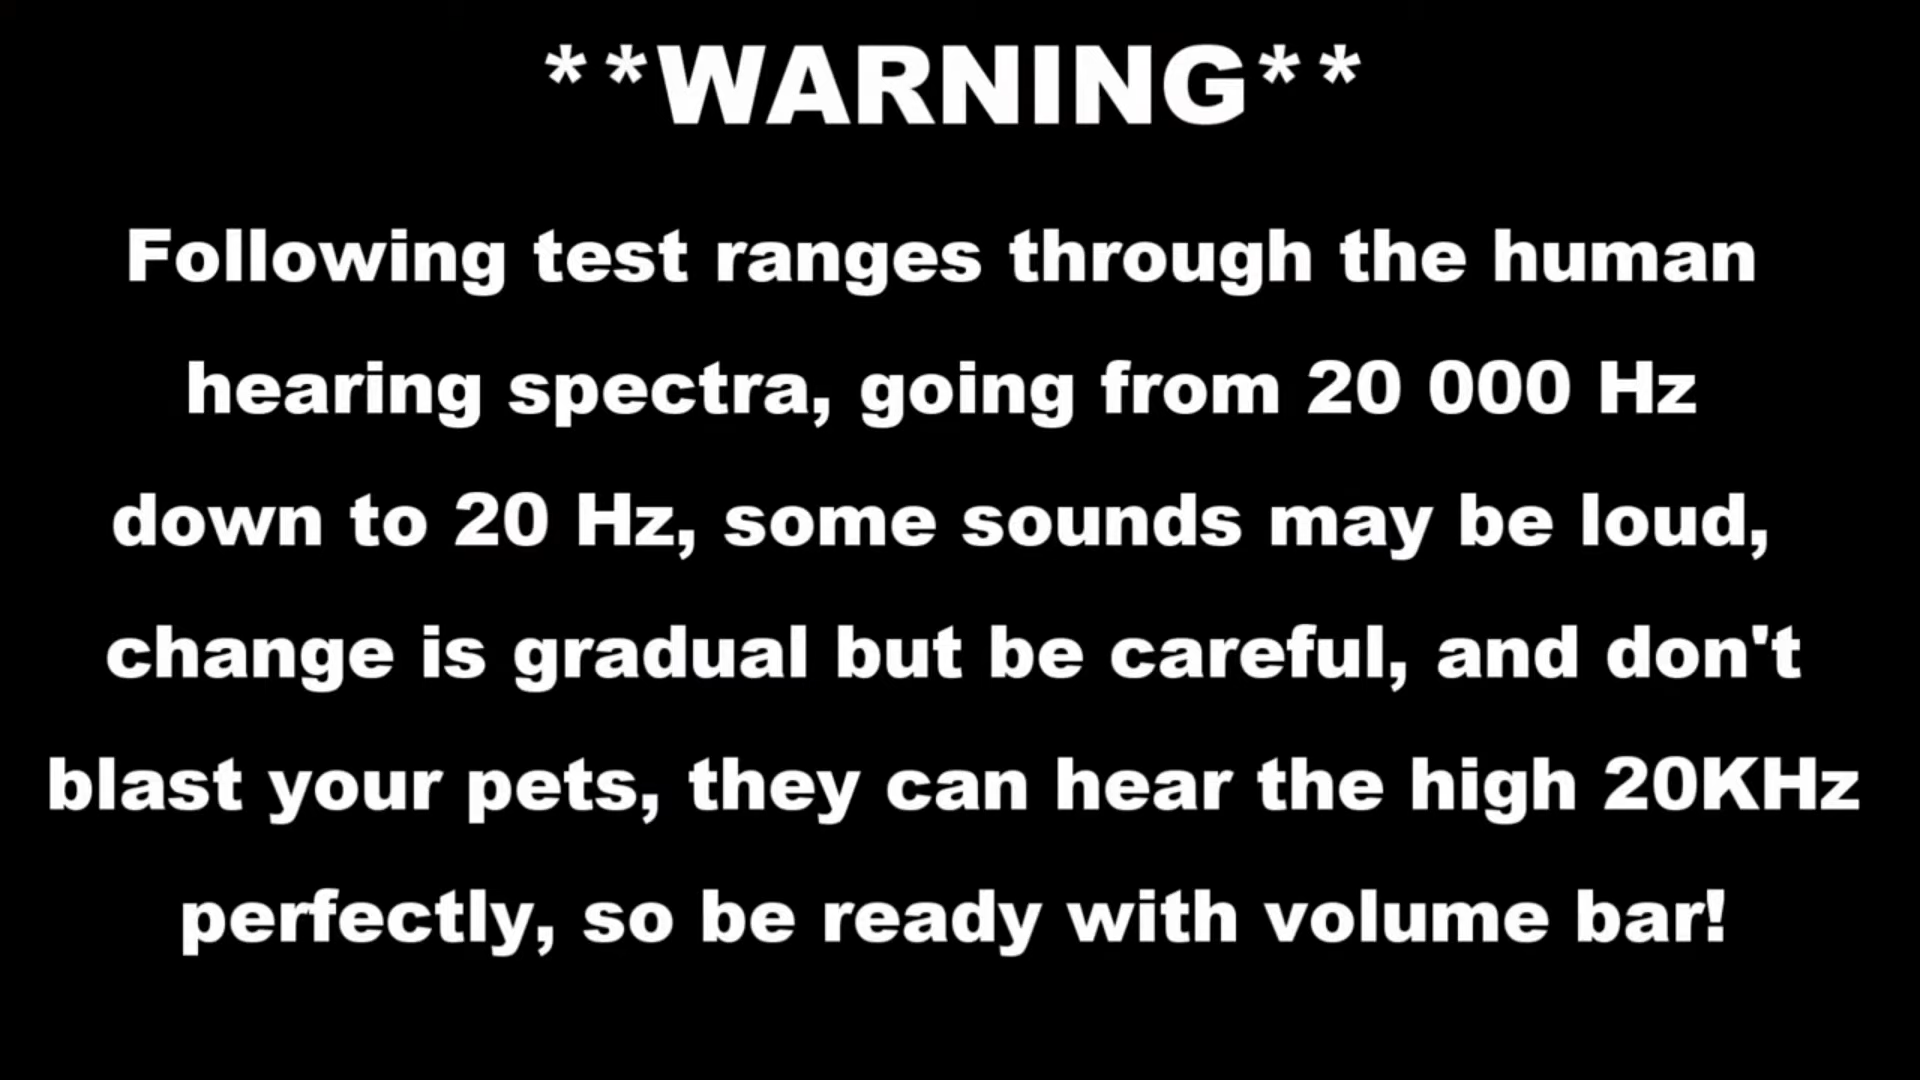 **WARNING**
Following test ranges through the human
hearing spectra, going from 20 000 Hz
down to 20 Hz, some sounds may be loud,
change is gradual but be careful, and don't
blast your pets, they can hear the high 20KHz
perfectly, so be ready with volume bar!